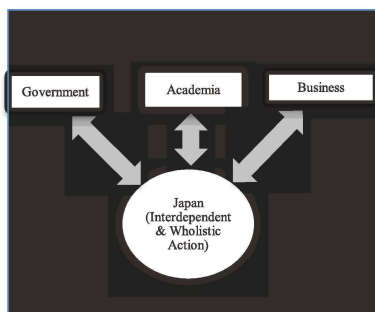 Government
Academia
Business
Japan
(Interdependent
& Wholistic
Action)